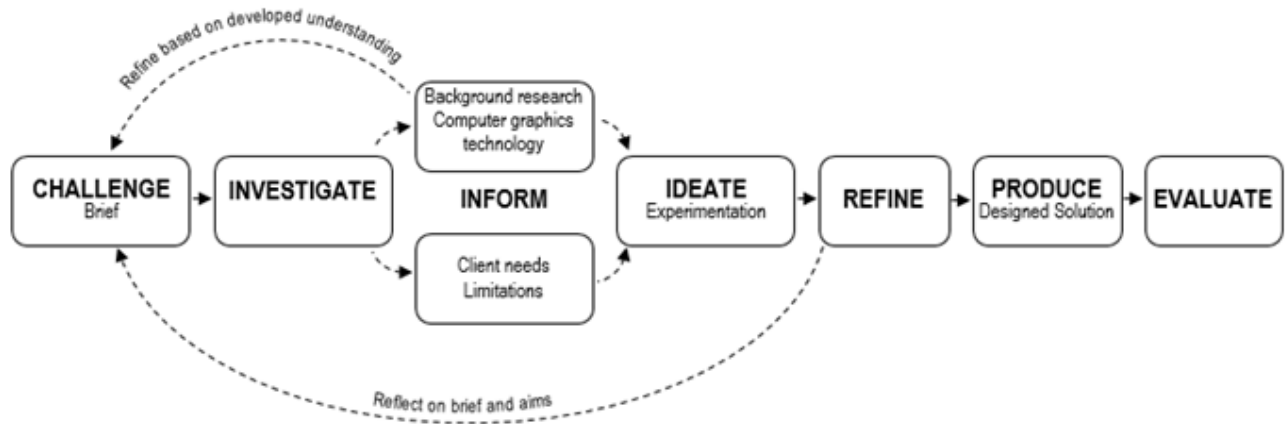 Refine based on developed understanding
Background research
Computer graphics
technology
CHALLENGE
Brief
INVESTIGATE
INFORM
IDEATE
Experimentation
REFINE
PRODUCE
Designed Solution
EVALUATE
Client needs
Limitations
Reflect on brief and aims